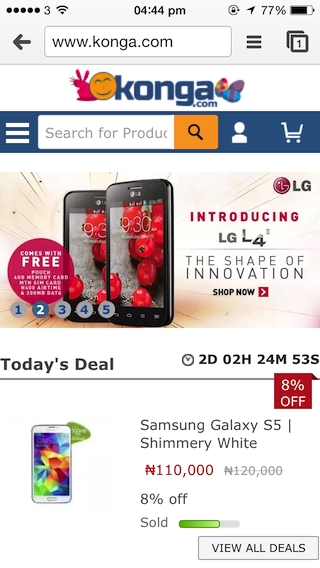 3 04:44 pm 77%
www.konga.com 1
konga
.com
Search for Produc
LG
INTRODUCING
LG L4 II
THE SHAPE OF
INNOVATION
SHOP NOW
9:30
9:30
COMES WITH
FREE
POUCH
4GB MEMORY CARD
MTN SIM CARD
N400 AIRTIME
& 200MB DATA
1 2 3 4 5
Today's Deal 2D 02H 24M 53S
8%
OFF
Samsung Galaxy S5 |
Shimmery White
₦110,000 ₦120,000
8% off
Sold
VIEW ALL DEALS